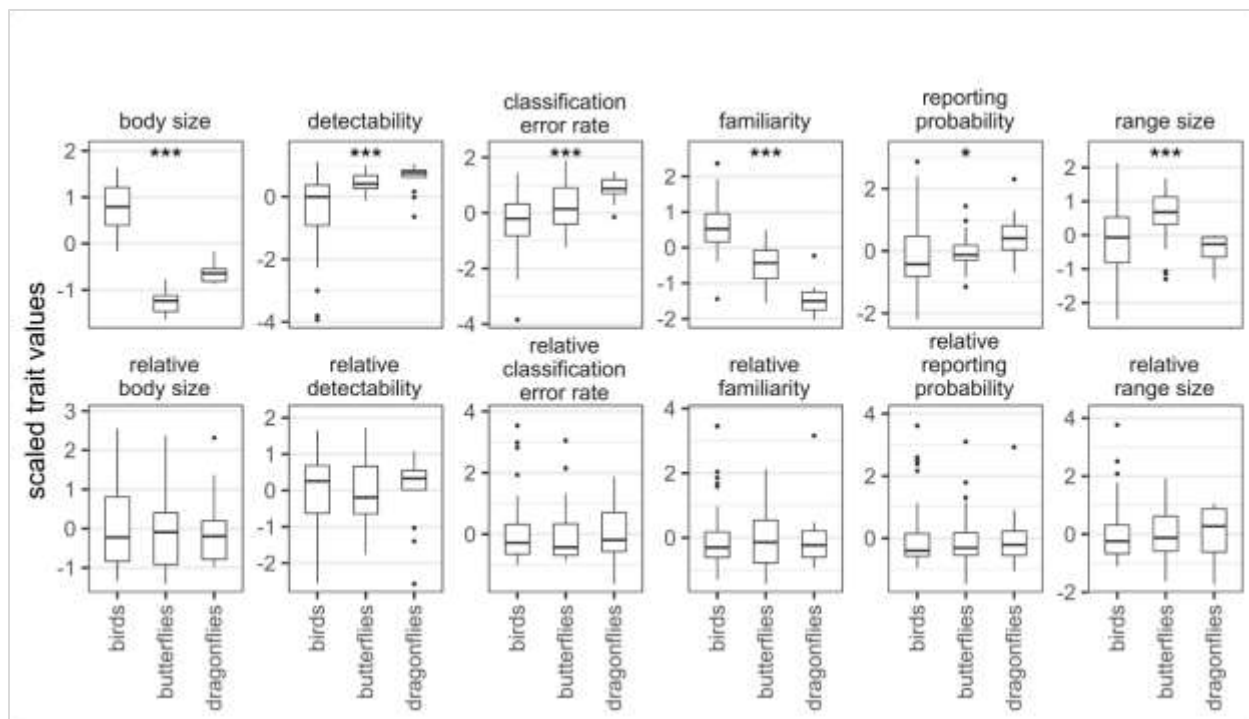 body size
detectability
classification
error rate
familiarity
reporting
probability
range size
***
***
***
***
*
***
2
1
0
-1
0
-2
-4
2
0
-2
-4
2
1
0
-1
-2
2
0
-2
2
1
0
-1
-2
scaled trait values
relative
body size
relative
detectability
relative
classification
error rate
relative
familiarity
relative
reporting
probability
relative
range size
3
2
1
0
-1
2
1
0
-1
-2
4
2
0
4
2
0
4
2
0
4
2
0
-2
birds
butterflies
dragonflies
birds
butterflies
dragonflies
birds
butterflies
dragonflies
birds
butterflies
dragonflies
birds
butterflies
dragonflies
birds
butterflies
dragonflies